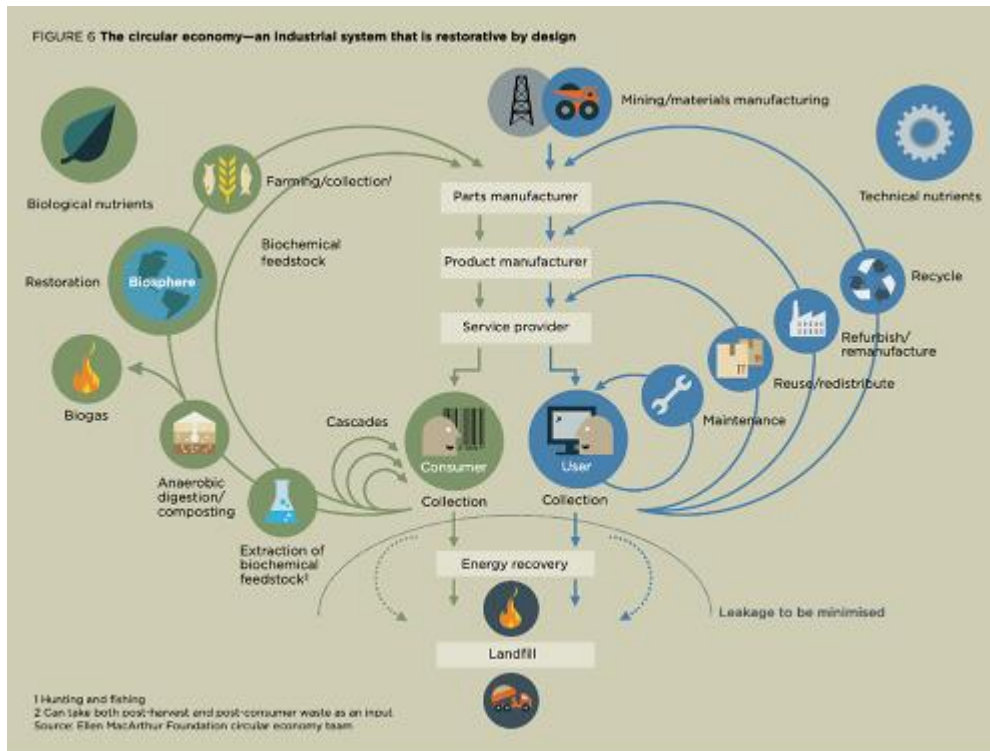 FIGURE 6 The circular economy—an industrial system that is restorative by design
Mining/materials manufacturing
Biological nutrients
Technical nutrients
Farming/collection¹
Parts manufacturer
Biochemical
feedstock
Product manufacturer
Restoration
Biosphere
Recycle
Service provider
Refurbish/
remanufacture
Biogas
Reuse/redistribute
Cascades
Maintenance
Consumer
User
Anaerobic
digestion/
composting
Collection
Collection
Extraction of
biochemical
feedstock²
Energy recovery
Leakage to be minimised
Landfill
1 Hunting and fishing
2 Can take both post-harvest and post-consumer waste as an input
Source: Ellen MacArthur Foundation circular economy team